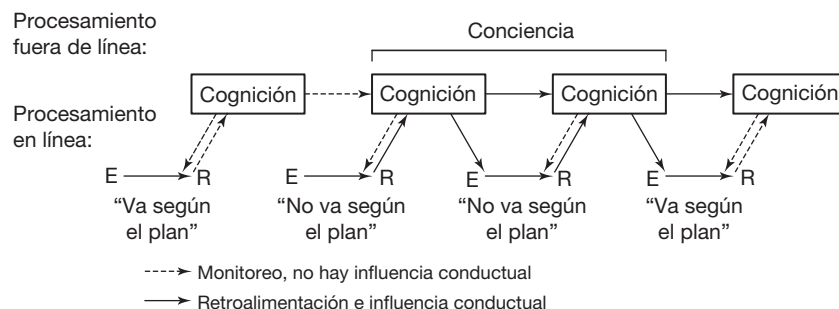 Procesamiento
fuera de línea:
Conciencia
Cognición Cognición Cognición Cognición
Procesamiento
en línea:
E R E R E R E R
“Va según “No va según “No va según “Va según
el plan” el plan” el plan” el plan”
Monitoreo, no hay influencia conductual
Retroalimentación e influencia conductual